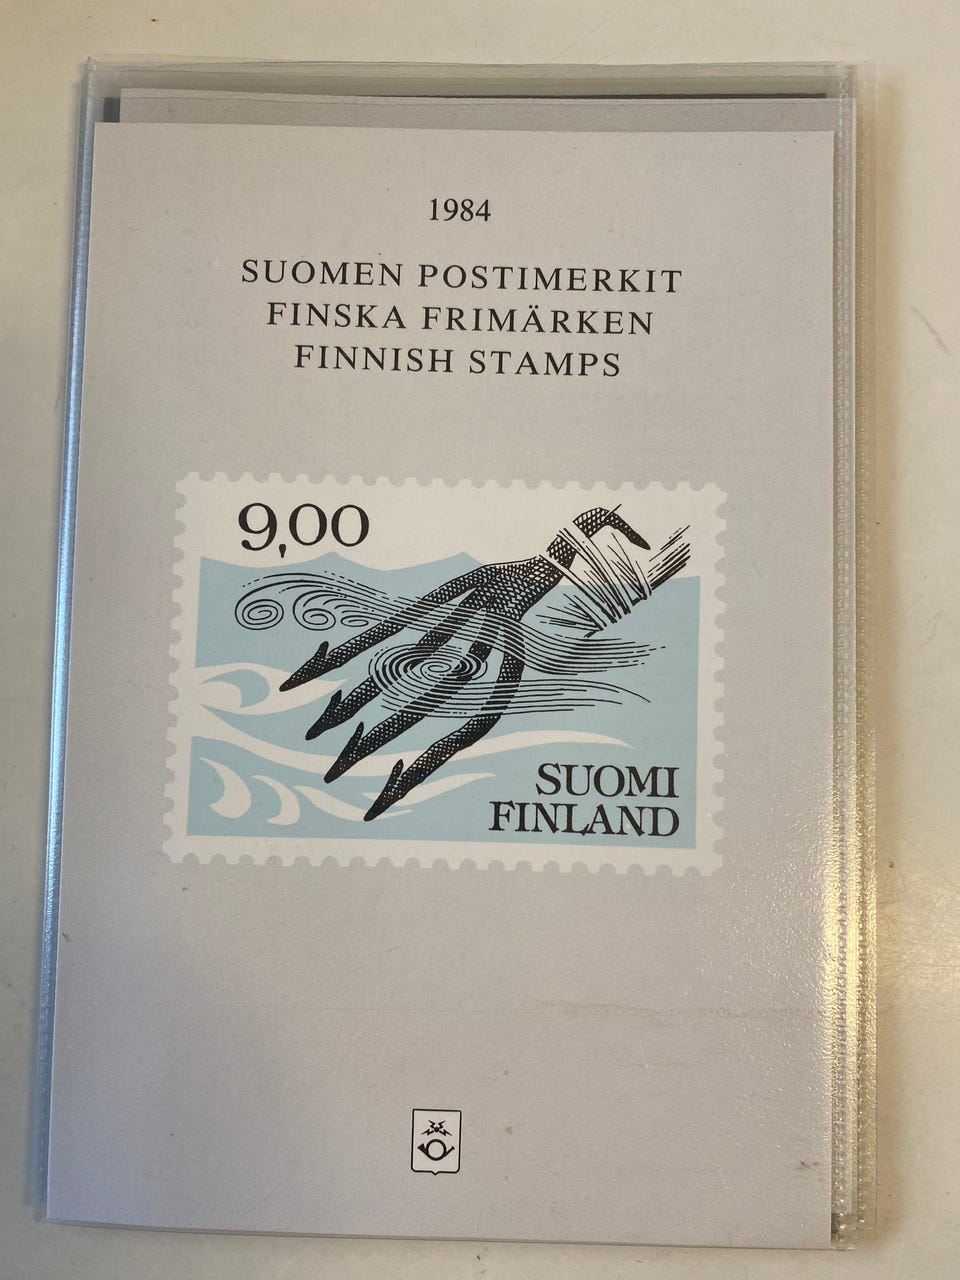 1984
SUOMEN POSTIMERKIT
FINSKA FRIMÄRKEN
FINNISH STAMPS
9,00
SUOMI
FINLAND